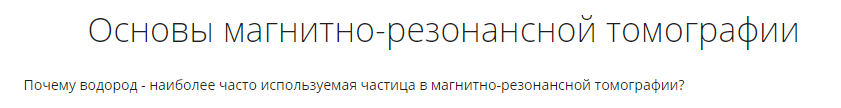 Основы магнитно-резонансной томографии
Почему водород - наиболее часто используемая частица в магнитно-резонансной томографии?